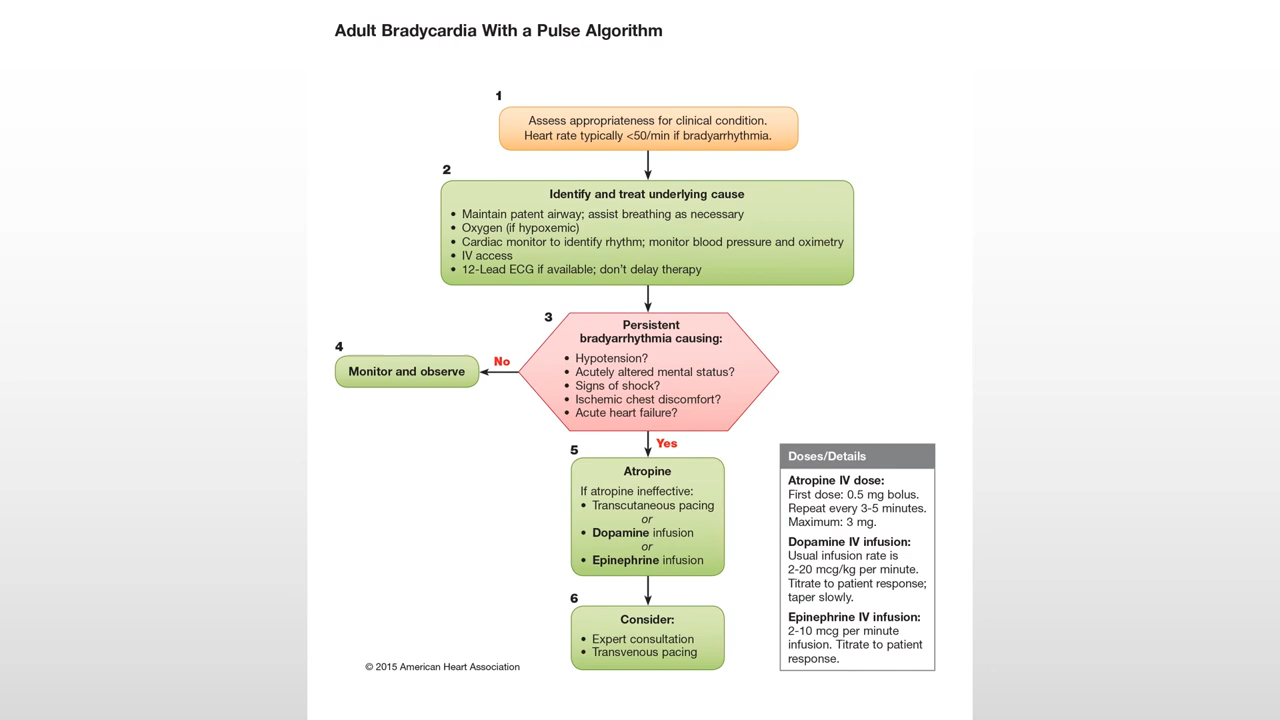 Adult Bradycardia With a Pulse Algorithm
1
Assess appropriateness for clinical condition.
Heart rate typically <50/min if bradyarrhythmia.
2
Identify and treat underlying cause
• Maintain patent airway; assist breathing as necessary
• Oxygen (if hypoxemic)
• Cardiac monitor to identify rhythm; monitor blood pressure and oximetry
• IV access
• 12-Lead ECG if available; don't delay therapy
3
Persistent
bradyarrhythmia causing:
• Hypotension?
• Acutely altered mental status?
• Signs of shock?
• Ischemic chest discomfort?
• Acute heart failure?
No
4
Monitor and observe
Yes
5
Atropine
If atropine ineffective:
• Transcutaneous pacing
or
• Dopamine infusion
or
• Epinephrine infusion
6
Consider:
• Expert consultation
• Transvenous pacing
Doses/Details
Atropine IV dose:
First dose: 0.5 mg bolus.
Repeat every 3-5 minutes.
Maximum: 3 mg.
Dopamine IV infusion:
Usual infusion rate is
2-20 mcg/kg per minute.
Titrate to patient response;
taper slowly.
Epinephrine IV infusion:
2-10 mcg per minute
infusion. Titrate to patient
response.
© 2015 American Heart Association